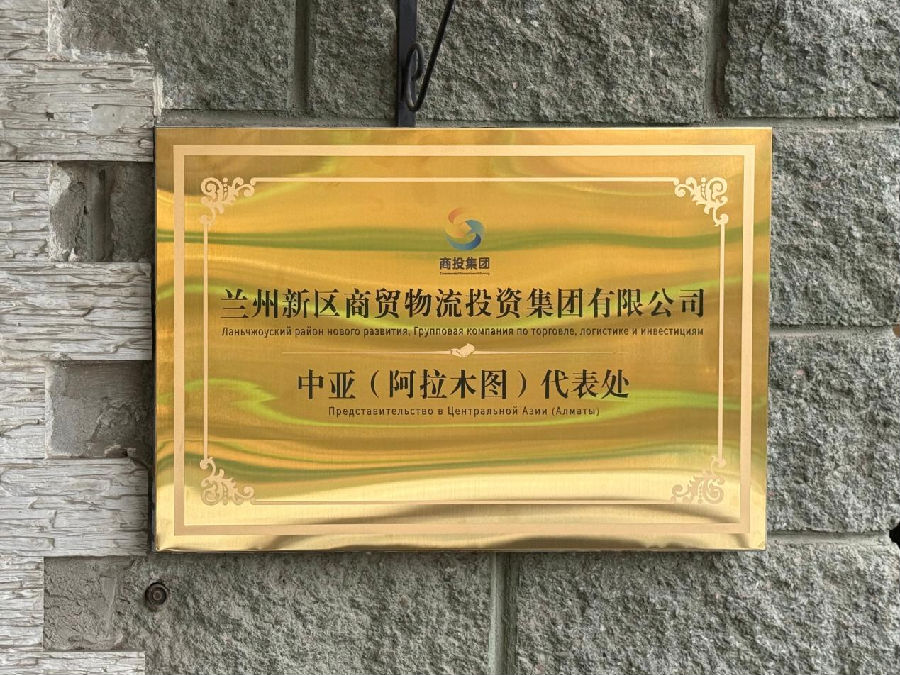 商投集团
兰州新区商贸物流投资集团有限公司
Ланьчжоуский район нового развития. Групповая компания по торговле, логистике и инвестициям
中亚（阿拉木图）代表处
Представительство в Центральной Азии (Алматы)